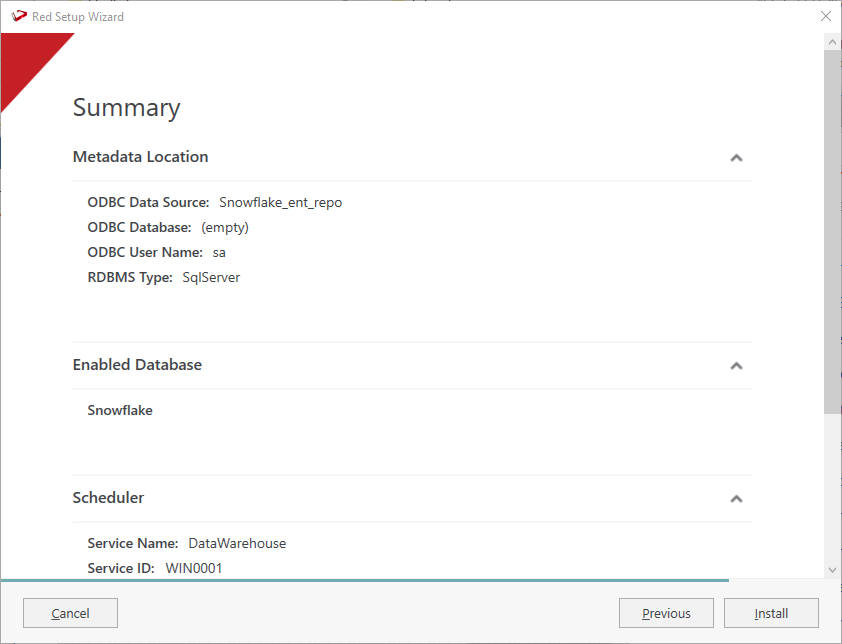 Red Setup Wizard
Summary
Metadata Location
ODBC Data Source: Snowflake_ent_repo
ODBC Database: (empty)
ODBC User Name: sa
RDBMS Type: SqlServer
Enabled Database
Snowflake
Scheduler
Service Name: DataWarehouse
Service ID: WIN0001
Cancel Previous Install